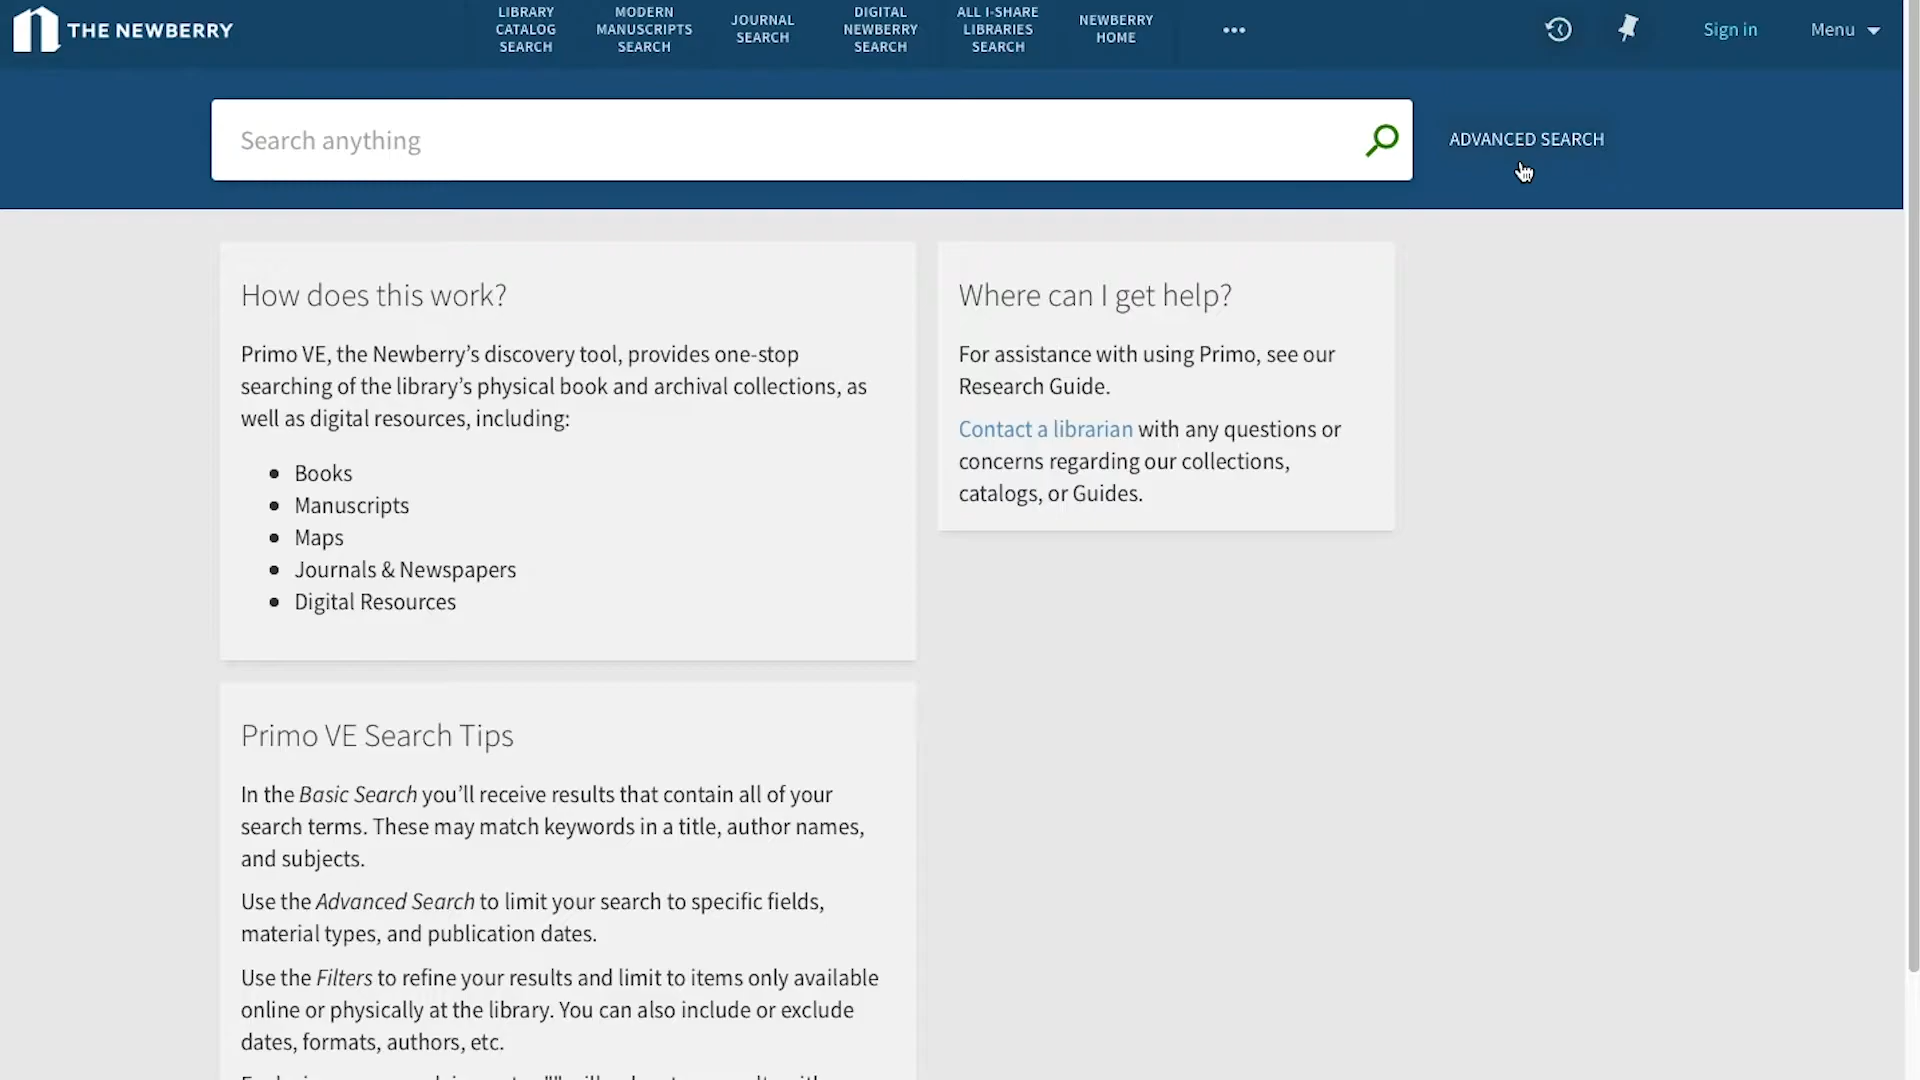 THE NEWBERRY
LIBRARY
CATALOG
SEARCH
MODERN
MANUSCRIPTS
SEARCH
JOURNAL
SEARCH
DIGITAL
NEWBERRY
SEARCH
ALL I-SHARE
LIBRARIES
SEARCH
NEWBERRY
HOME
Sign in
Menu
Search anything
ADVANCED SEARCH
How does this work?
Primo VE, the Newberry’s discovery tool, provides one-stop
searching of the library’s physical book and archival collections, as
well as digital resources, including:
Books
Manuscripts
Maps
Journals & Newspapers
Digital Resources
Where can I get help?
For assistance with using Primo, see our
Research Guide.
Contact a librarian with any questions or
concerns regarding our collections,
catalogs, or Guides.
Primo VE Search Tips
In the Basic Search you’ll receive results that contain all of your
search terms. These may match keywords in a title, author names,
and subjects.
Use the Advanced Search to limit your search to specific fields,
material types, and publication dates.
Use the Filters to refine your results and limit to items only available
online or physically at the library. You can also include or exclude
dates, formats, authors, etc.